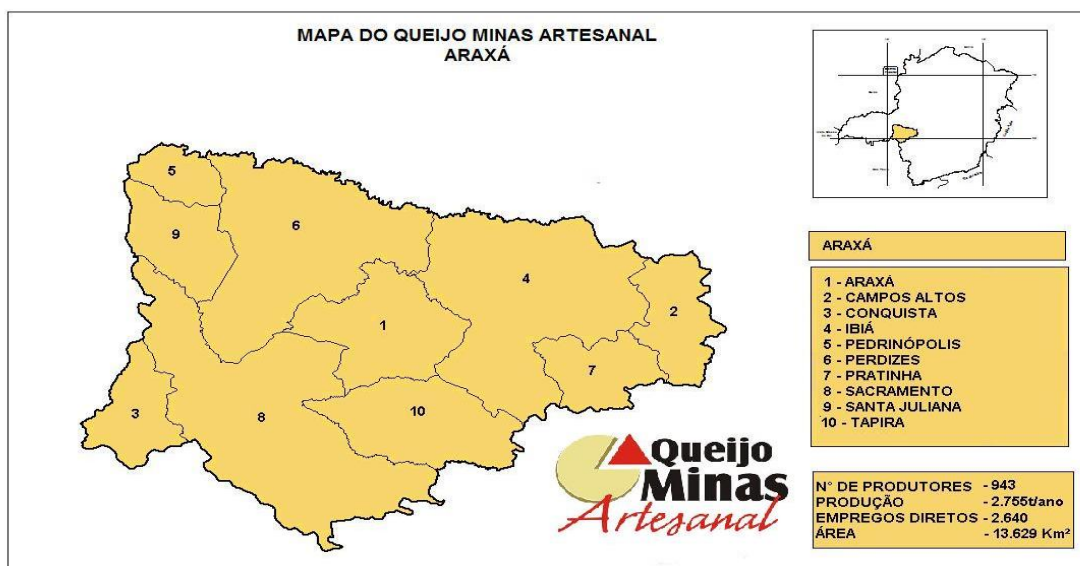 MAPA DO QUEIJO MINAS ARTESANAL
ARAXÁ
5
6
9
4
2
1
7
3
8
10
ARAXÁ
1 - ARAXÁ
2 - CAMPOS ALTOS
3 - CONQUISTA
4 - IBIÁ
5 - PEDRINÓPOLIS
6 - PERDIZES
7 - PRATINHA
8 - SACRAMENTO
9 - SANTA JULIANA
10 - TAPIRA
Queijo
Minas
Artesanal
N° DE PRODUTORES - 943
PRODUÇÃO - 2.755t/ano
EMPREGOS DIRETOS - 2.640
ÁREA - 13.629 Km²